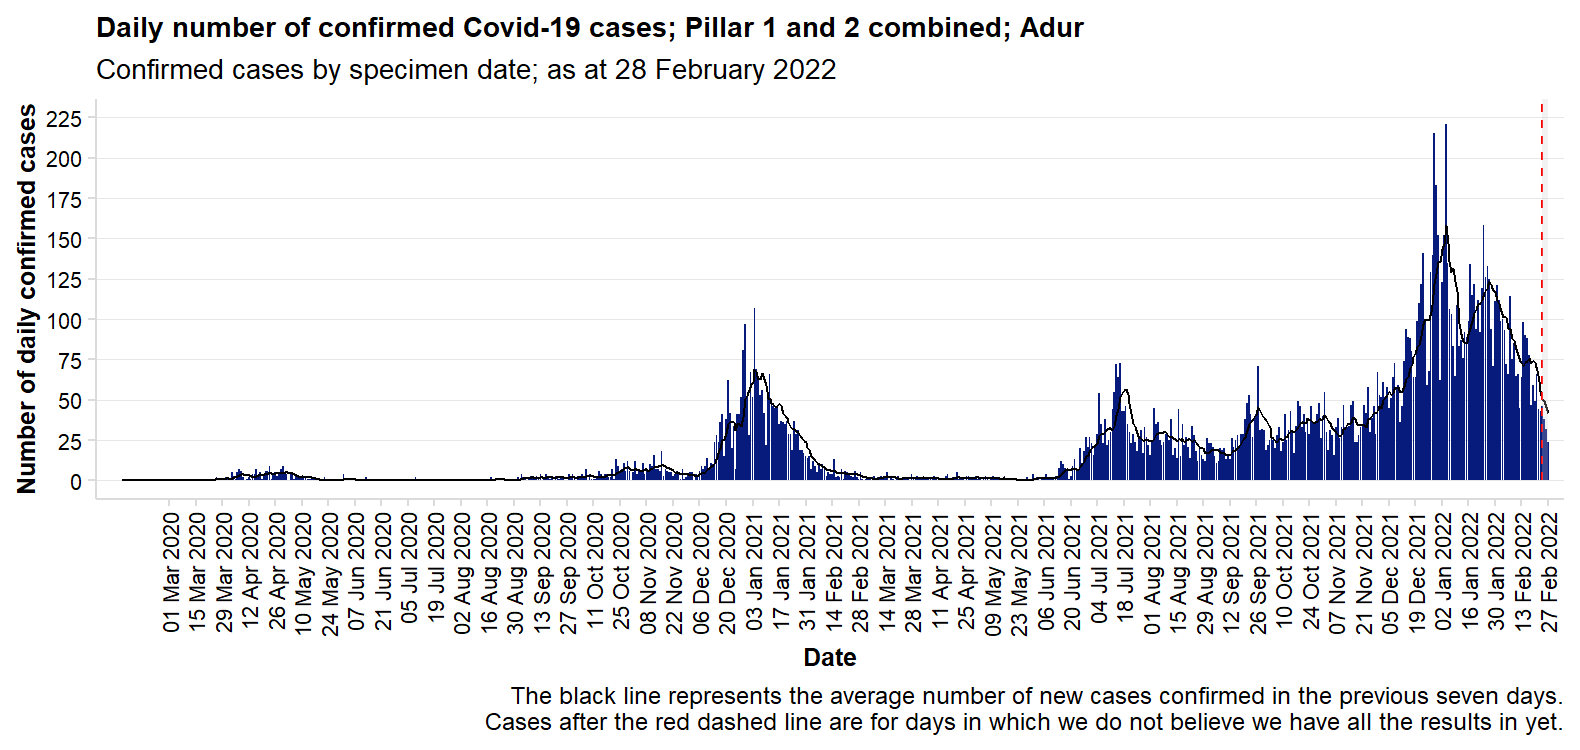 Daily number of confirmed Covid-19 cases; Pillar 1 and 2 combined; Adur
Confirmed cases by specimen date; as at 28 February 2022
Number of daily confirmed cases
225
200
175
150
125
100
75
50
25
0
01 Mar 2020
15 Mar 2020
29 Mar 2020
12 Apr 2020
26 Apr 2020
10 May 2020
24 May 2020
07 Jun 2020
21 Jun 2020
05 Jul 2020
19 Jul 2020
02 Aug 2020
16 Aug 2020
30 Aug 2020
13 Sep 2020
27 Sep 2020
11 Oct 2020
25 Oct 2020
08 Nov 2020
22 Nov 2020
06 Dec 2020
20 Dec 2020
03 Jan 2021
17 Jan 2021
31 Jan 2021
14 Feb 2021
28 Feb 2021
14 Mar 2021
28 Mar 2021
11 Apr 2021
25 Apr 2021
09 May 2021
23 May 2021
06 Jun 2021
20 Jun 2021
04 Jul 2021
18 Jul 2021
01 Aug 2021
15 Aug 2021
29 Aug 2021
12 Sep 2021
26 Sep 2021
10 Oct 2021
24 Oct 2021
07 Nov 2021
21 Nov 2021
05 Dec 2021
19 Dec 2021
02 Jan 2022
16 Jan 2022
30 Jan 2022
13 Feb 2022
27 Feb 2022
Date
The black line represents the average number of new cases confirmed in the previous seven days.
Cases after the red dashed line are for days in which we do not believe we have all the results in yet.